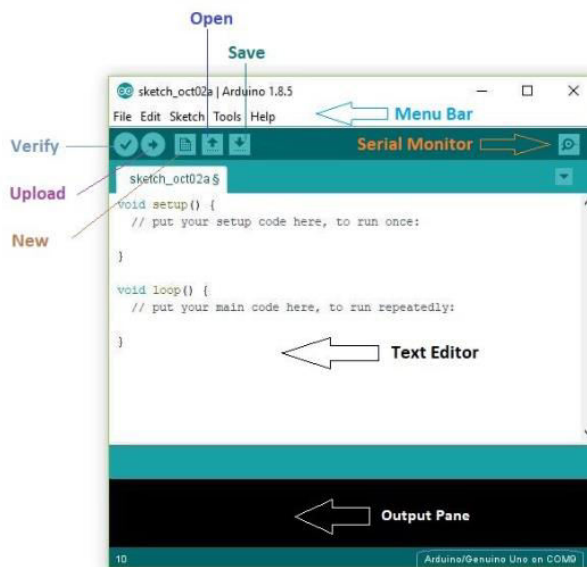 Open
Save
sketch_oct02a | Arduino 1.8.5
File Edit Sketch Tools Help
Menu Bar
Verify
Serial Monitor
Upload
sketch_oct02a §
New
void setup() {
// put your setup code here, to run once:
}
void loop() {
// put your main code here, to run repeatedly:
}
Text Editor
Output Pane
10
Arduino/Genuino Uno on COM9